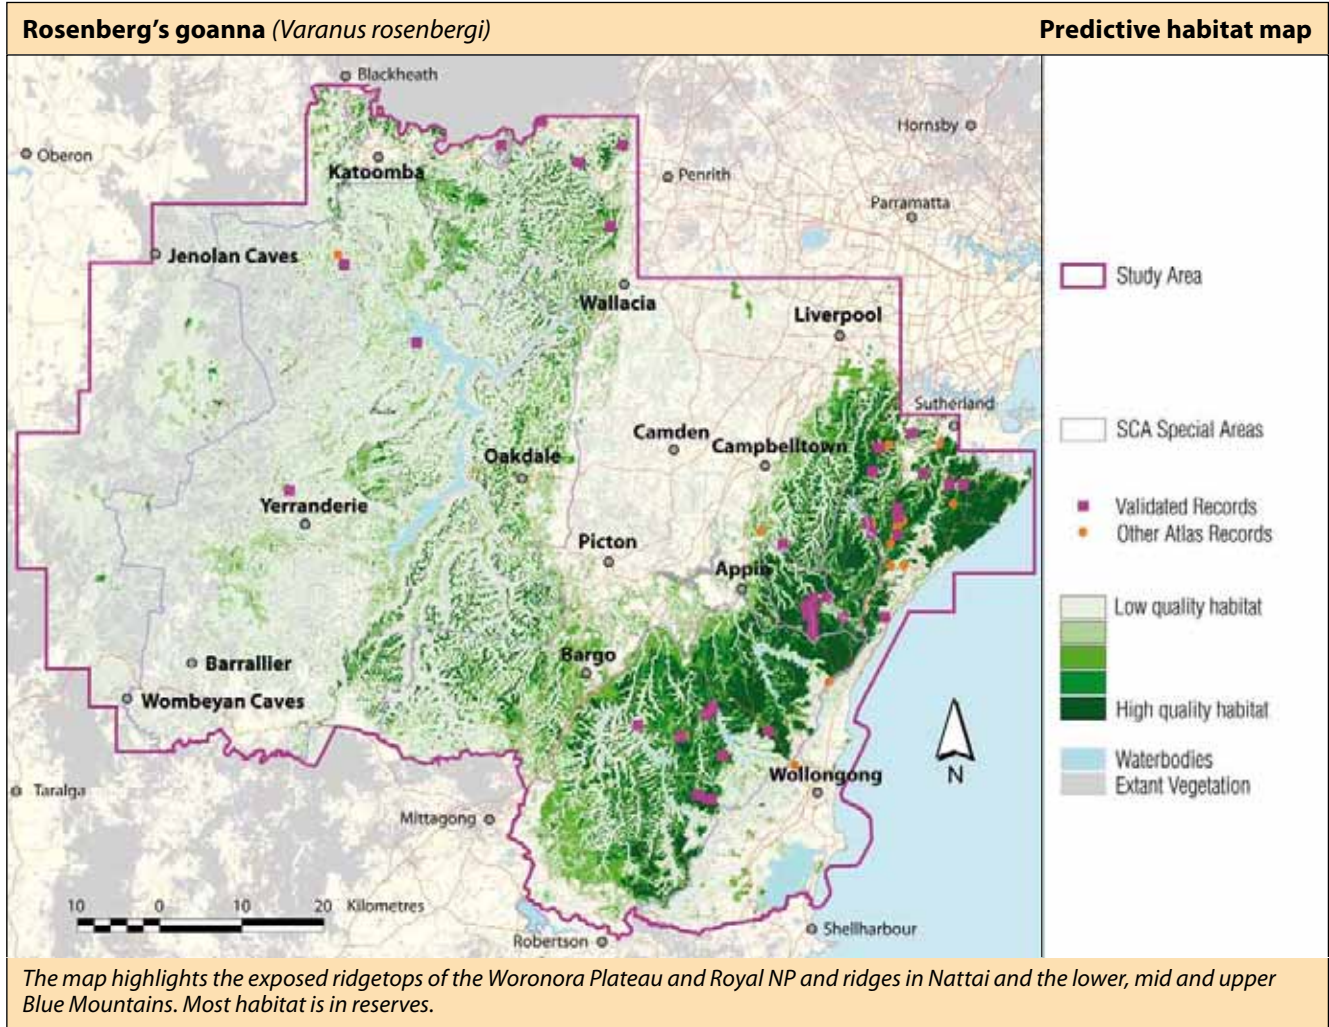 Rosenberg's goanna (Varanus rosenbergi)
Predictive habitat map
Blackheath
Hornsby
Oberon
Katoomba
Penrith
Parramatta
Jenolan Caves
Study Area
Wallacia
Liverpool
Sutherland
SCA Special Areas
Camden
Campbelltown
Oakdale
Yerranderie
Validated Records
Other Atlas Records
Picton
Appin
Low quality habitat
Bargo
Barrallier
Wombeyan Caves
High quality habitat
Waterbodies
N
Wollongong
Extant Vegetation
Taralga
Mittagong
10 0 10 20 Kilometres
Shellharbour
Robertson
The map highlights the exposed ridgetops of the Woronora Plateau and Royal NP and ridges in Nattai and the lower, mid and upper
Blue Mountains. Most habitat is in reserves.